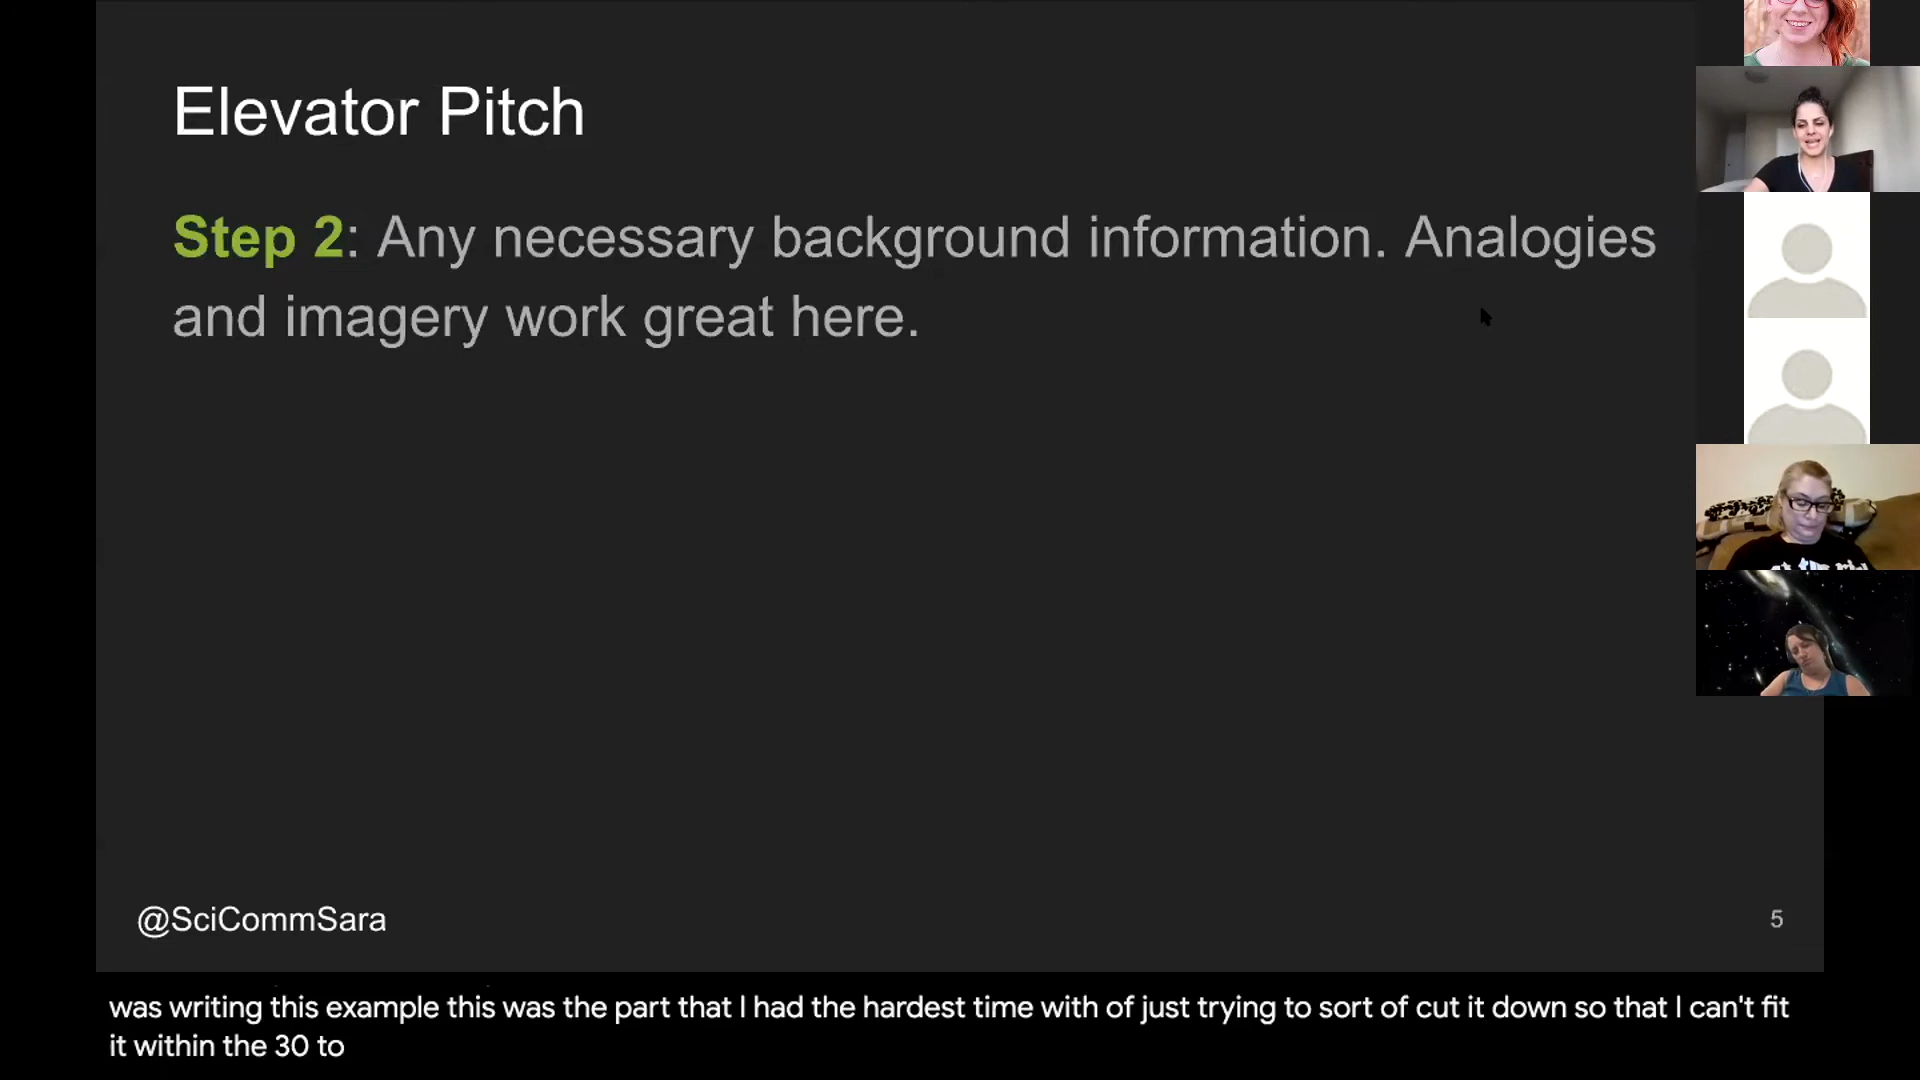 Elevator Pitch
Step 2: Any necessary background information. Analogies
and imagery work great here.
@SciCommSara
5
was writing this example this was the part that I had the hardest time with of just trying to sort of cut it down so that I can't fit
it within the 30 to